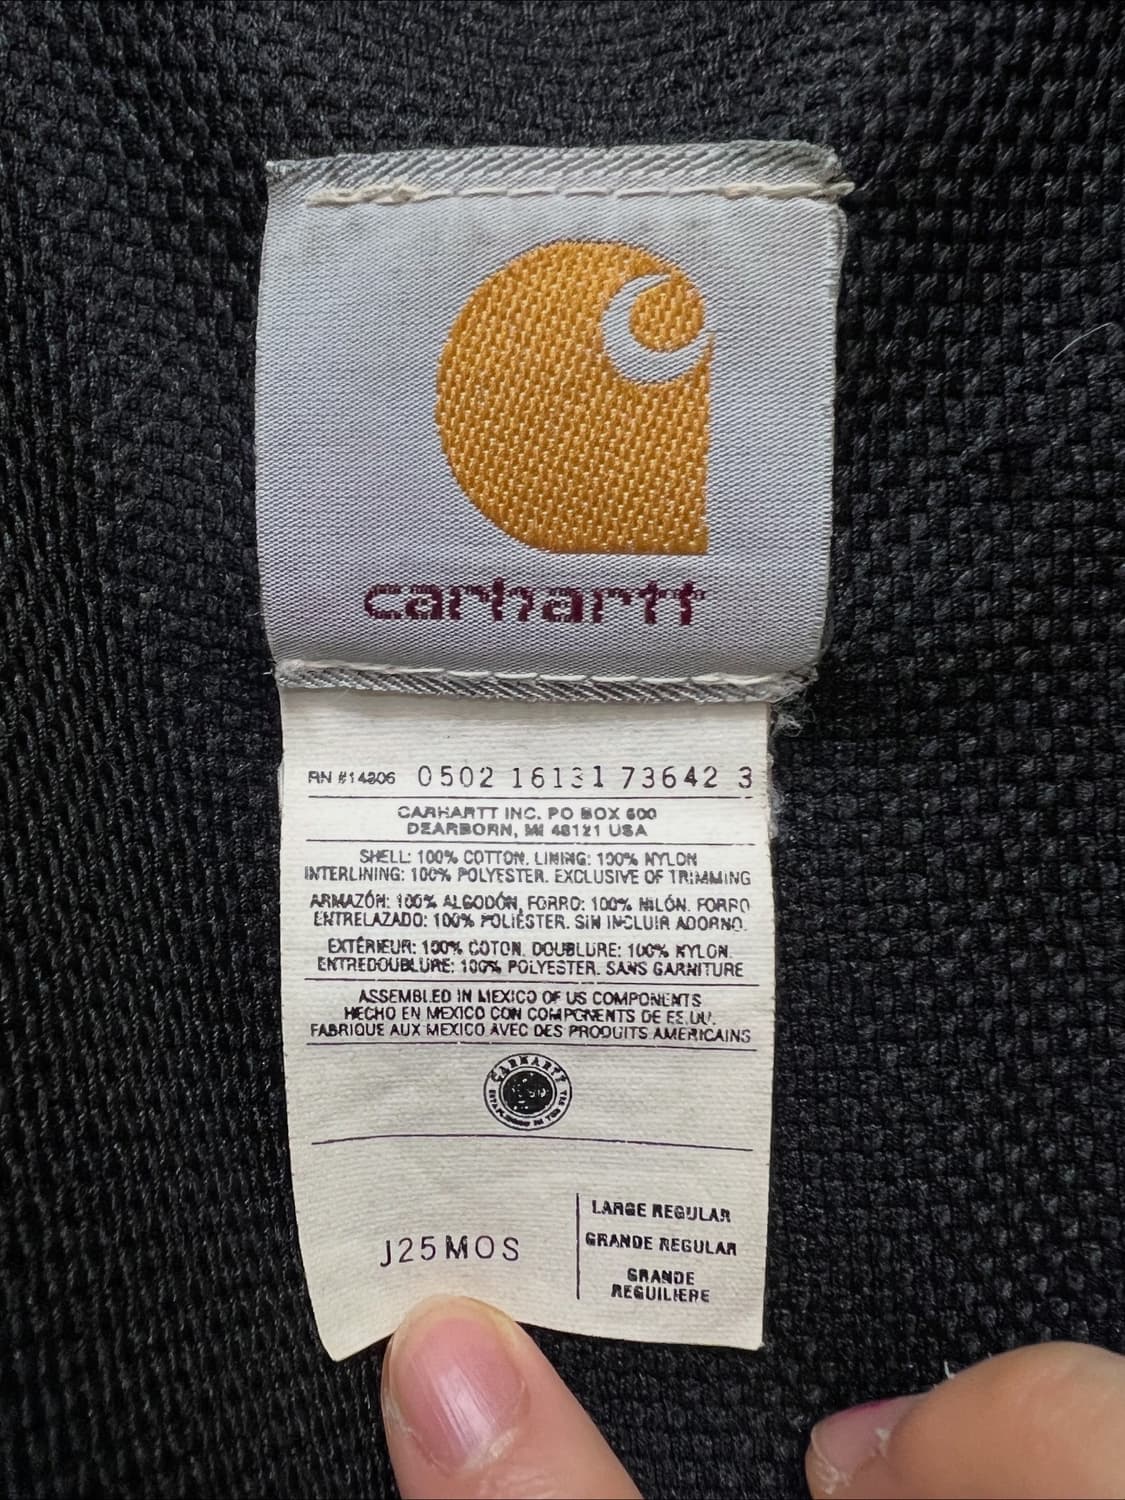 carhartt
RN #14806 0502 16131 73642 3
CARHARTT INC. PO BOX 600
DEARBORN, MI 48121 USA
SHELL: 100% COTTON. LINING: 100% NYLON
INTERLINING: 100% POLYESTER. EXCLUSIVE OF TRIMMING
ARMAZÓN: 100% ALGODÓN, FORRO: 100% NILÓN. FORRO
ENTRELAZADO: 100% POLIÉSTER. SIN INCLUIR ADORNO.
EXTÉRIEUR: 100% COTON. DOUBLURE: 100% NYLON.
ENTREDOUBLURE: 100% POLYESTER. SANS GARNITURE
ASSEMBLED IN MEXICO OF US COMPONENTS
HECHO EN MEXICO CON COMPONENTS DE EE.UU.
FABRIQUE AUX MEXICO AVEC DES PRODUITS AMERICAINS
CARHARTT
J25MOS
LARGE REGULAR
GRANDE REGULAR
GRANDE
REGUILIERE